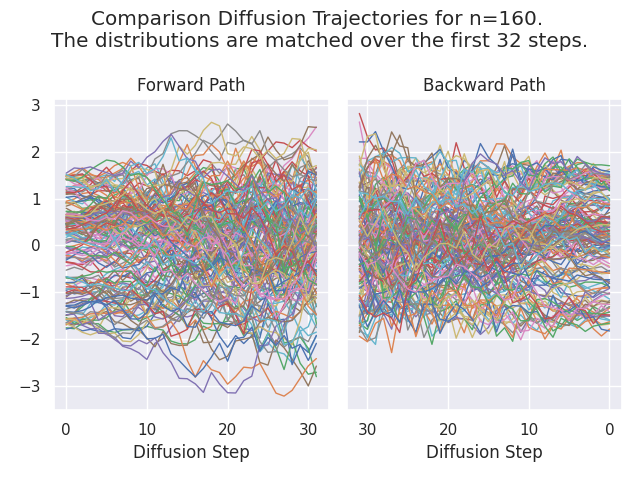 Comparison Diffusion Trajectories for n=160.
The distributions are matched over the first 32 steps.
Forward Path
Backward Path
3
2
1
0
−1
−2
−3
0 10 20 30
30 20 10 0
Diffusion Step
Diffusion Step